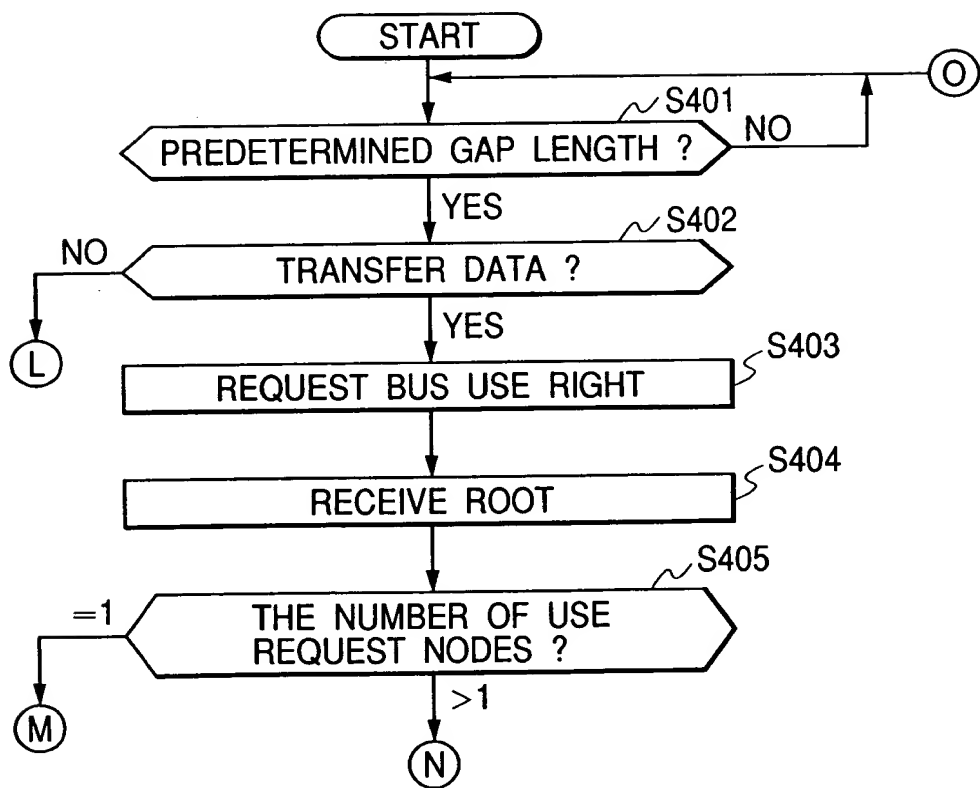 START
O
S401
PREDETERMINED GAP LENGTH ?
NO
YES
S402
NO
TRANSFER DATA ?
L
YES
S403
REQUEST BUS USE RIGHT
S404
RECEIVE ROOT
S405
=1
THE NUMBER OF USE
REQUEST NODES ?
M
>1
N